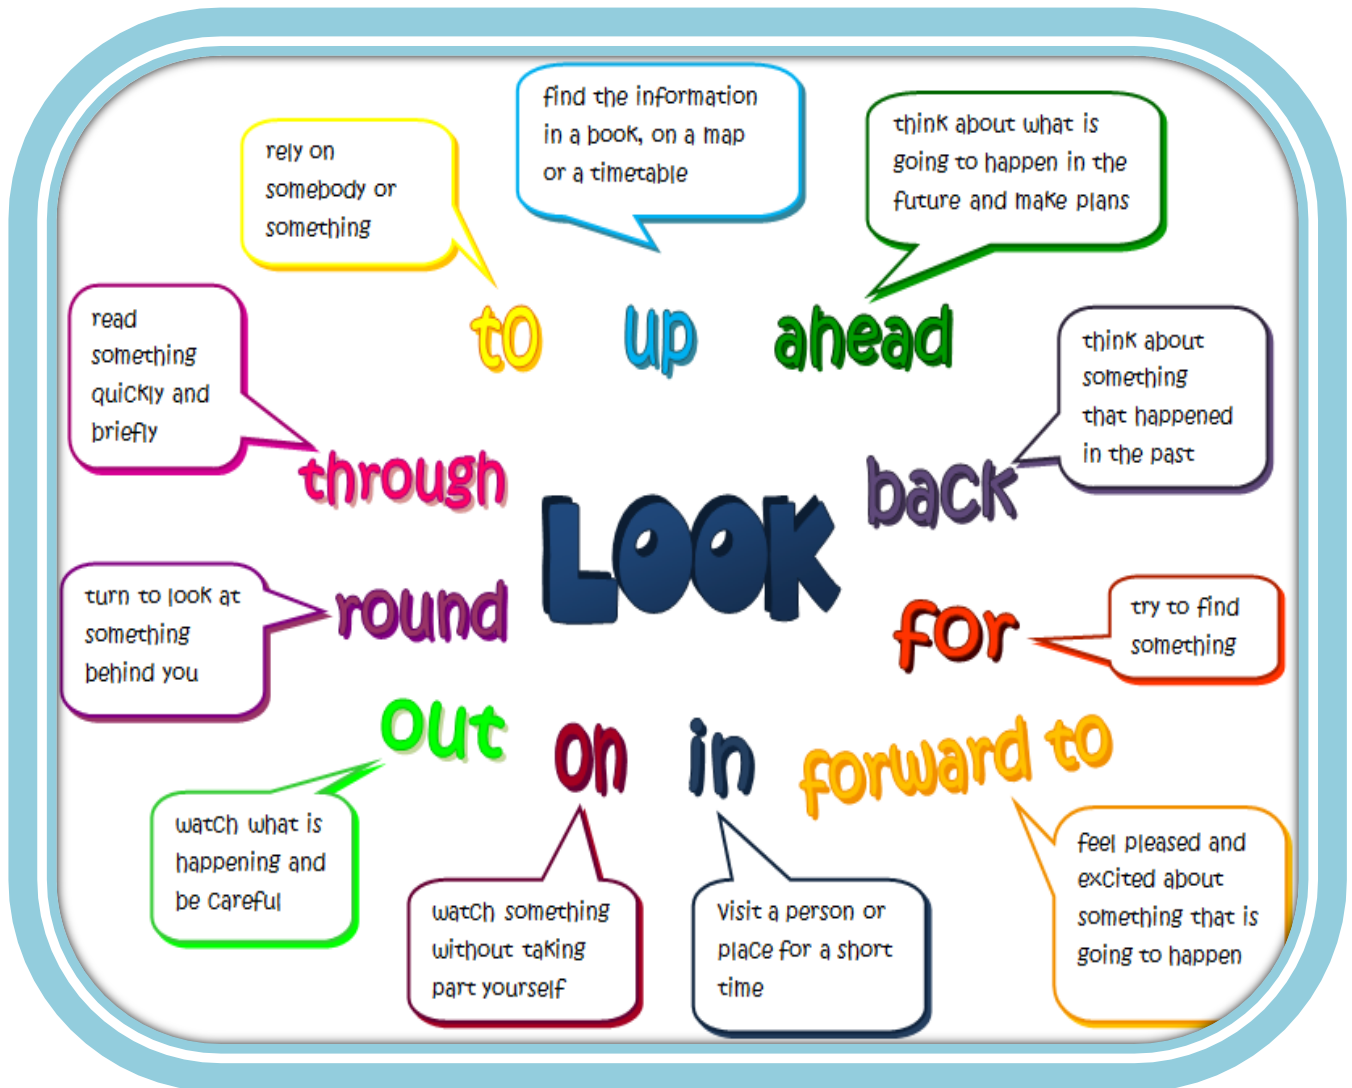 find the information
in a book, on a map
or a timetable
think about what is
going to happen in the
future and make plans
rely on
somebody or
something
to up ahead
read
something
quickly and
briefly
think about
something
that happened
in the past
through
back
LOOK
turn to look at
something
behind you
round
for
try to find
something
out
on
in
forward to
watch what is
happening and
be careful
watch something
without taking
part yourself
Visit a person or
place for a short
time
feel pleased and
excited about
something that is
going to happen